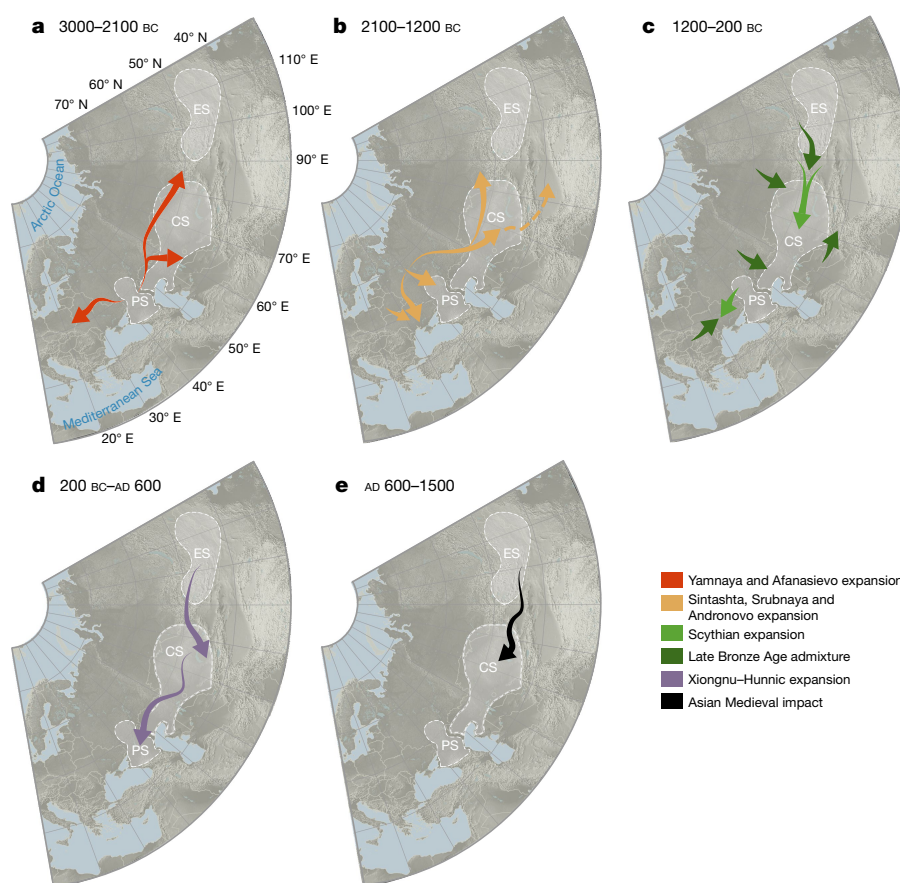 a 3000–2100 BC
b 2100–1200 BC
c 1200–200 BC
40° N
50° N
60° N
70° N
110° E
100° E
90° E
70° E
60° E
50° E
40° E
30° E
20° E
Arctic Ocean
Mediterranean Sea
ES
CS
PS
ES
CS
PS
ES
CS
PS
d 200 BC–AD 600
e AD 600–1500
ES
CS
PS
ES
CS
PS
Yamnaya and Afanasievo expansion
Sintashta, Srubnaya and
Andronovo expansion
Scythian expansion
Late Bronze Age admixture
Xiongnu–Hunnic expansion
Asian Medieval impact